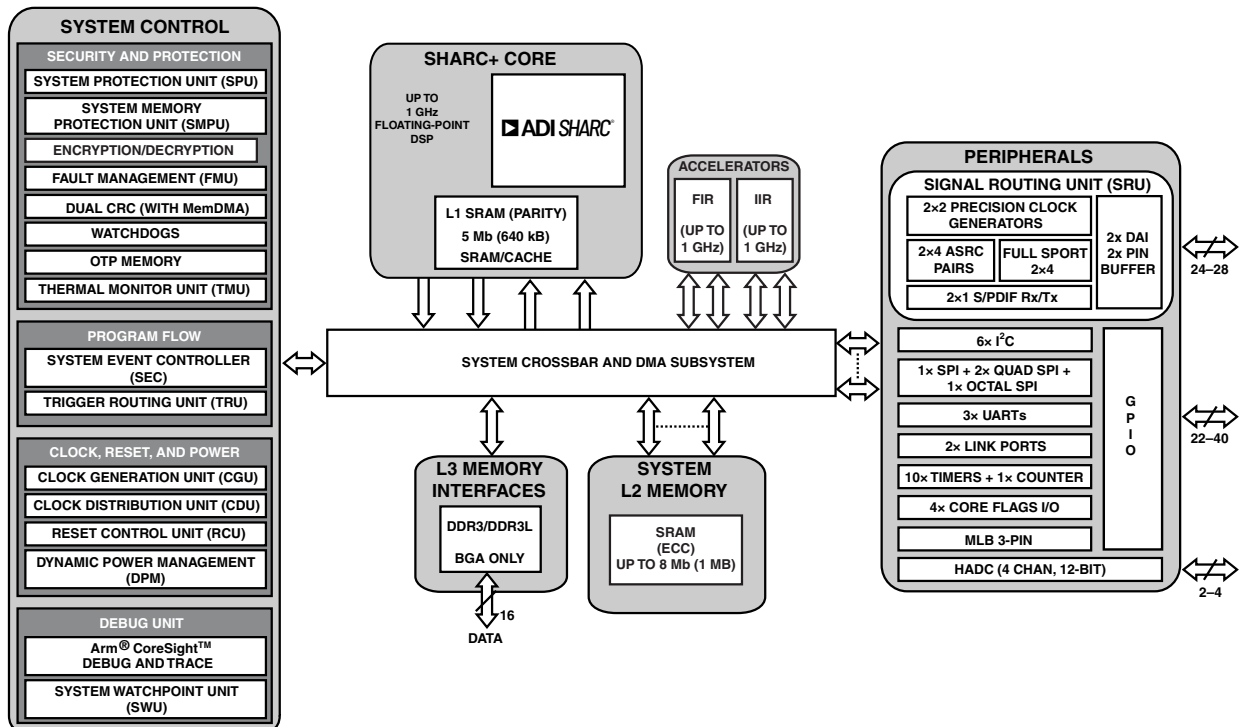 SYSTEM CONTROL
SECURITY AND PROTECTION
SYSTEM PROTECTION UNIT (SPU)
SYSTEM MEMORY
PROTECTION UNIT (SMPU)
ENCRYPTION/DECRYPTION
FAULT MANAGEMENT (FMU)
DUAL CRC (WITH MemDMA)
WATCHDOGS
OTP MEMORY
THERMAL MONITOR UNIT (TMU)
PROGRAM FLOW
SYSTEM EVENT CONTROLLER
(SEC)
TRIGGER ROUTING UNIT (TRU)
CLOCK, RESET, AND POWER
CLOCK GENERATION UNIT (CGU)
CLOCK DISTRIBUTION UNIT (CDU)
RESET CONTROL UNIT (RCU)
DYNAMIC POWER MANAGEMENT
(DPM)
DEBUG UNIT
Arm® CoreSight™
DEBUG AND TRACE
SYSTEM WATCHPOINT UNIT
(SWU)
SHARC+ CORE
UP TO
1 GHz
FLOATING-POINT
DSP
ADI SHARC®
L1 SRAM (PARITY)
5 Mb (640 kB)
SRAM/CACHE
ACCELERATORS
FIR
(UP TO
1 GHz)
IIR
(UP TO
1 GHz)
SYSTEM CROSSBAR AND DMA SUBSYSTEM
L3 MEMORY
INTERFACES
DDR3/DDR3L
BGA ONLY
16
DATA
SYSTEM
L2 MEMORY
SRAM
(ECC)
UP TO 8 Mb (1 MB)
PERIPHERALS
SIGNAL ROUTING UNIT (SRU)
2×2 PRECISION CLOCK
GENERATORS
2×4 ASRC
PAIRS
FULL SPORT
2×4
2×1 S/PDIF Rx/Tx
2x DAI
2x PIN
BUFFER
24–28
6× I²C
1× SPI + 2× QUAD SPI +
1× OCTAL SPI
3× UARTs
2× LINK PORTS
10× TIMERS + 1× COUNTER
4× CORE FLAGS I/O
MLB 3-PIN
G
P
I
O
22–40
HADC (4 CHAN, 12-BIT)
2–4